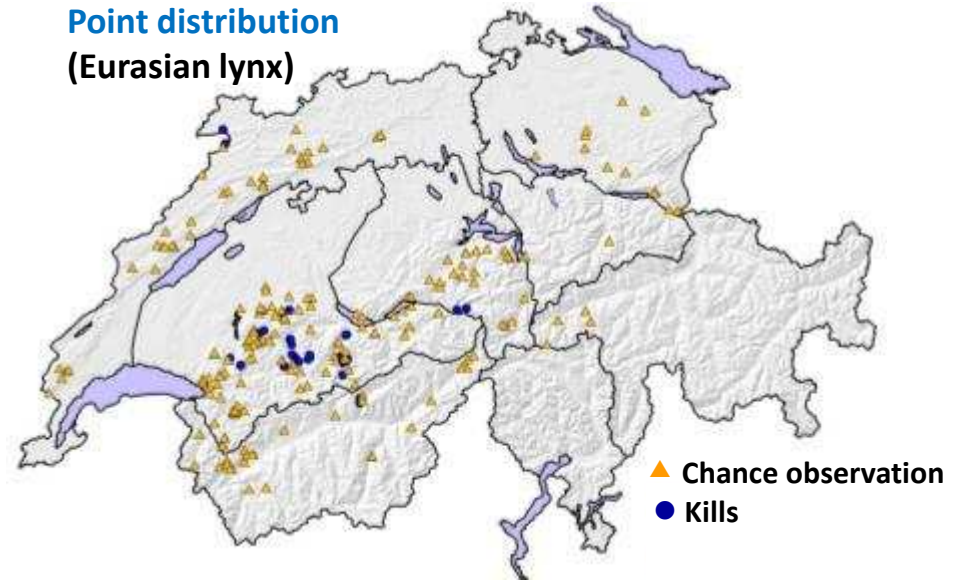 Point distribution
(Eurasian lynx)
Chance observation
Kills